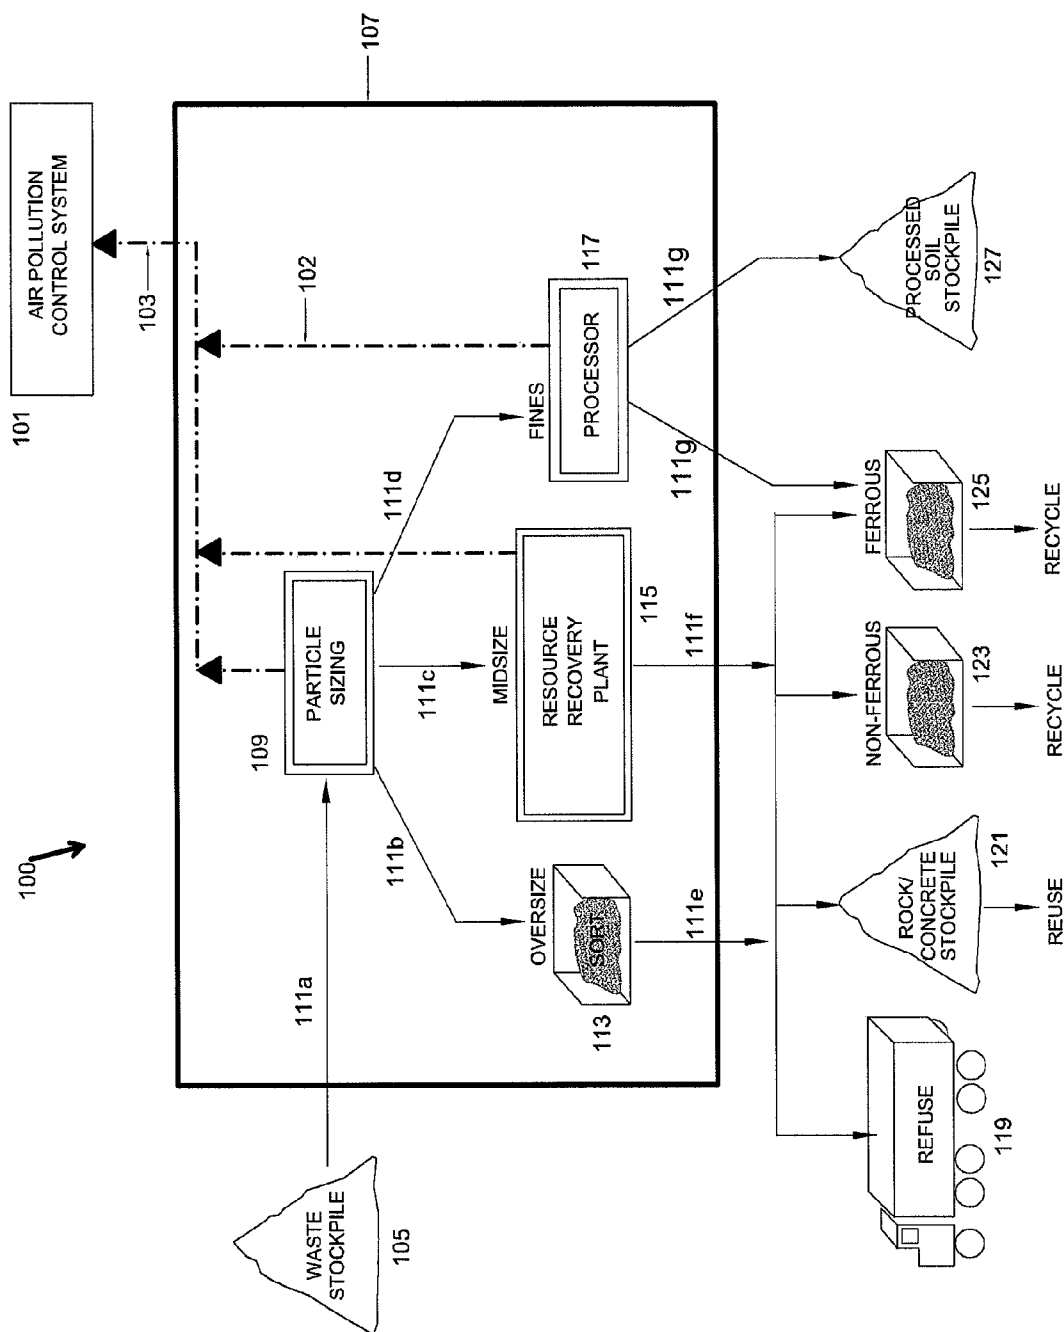 100
101
AIR POLLUTION
CONTROL SYSTEM
103
107
WASTE
STOCKPILE
105
111a
109
PARTICLE
SIZING
102
111b
111c
111d
OVERSIZE
SORT
113
MIDSIZE
RESOURCE
RECOVERY
PLANT
115
FINES
PROCESSOR
117
111e
111f
111g
111g
REFUSE
119
ROCK/
CONCRETE
STOCKPILE
121
REUSE
NON-FERROUS
123
RECYCLE
FERROUS
125
RECYCLE
PROCESSED
SOIL
STOCKPILE
127